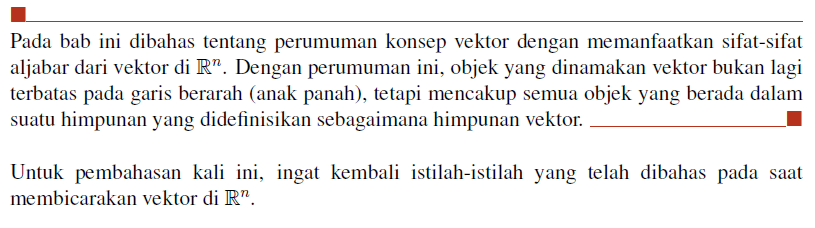 Pada bab ini dibahas tentang perumuman konsep vektor dengan memanfaatkan sifat-sifat
aljabar dari vektor di ℝⁿ. Dengan perumuman ini, objek yang dinamakan vektor bukan lagi
terbatas pada garis berarah (anak panah), tetapi mencakup semua objek yang berada dalam
suatu himpunan yang didefinisikan sebagaimana himpunan vektor.
Untuk pembahasan kali ini, ingat kembali istilah-istilah yang telah dibahas pada saat
membicarakan vektor di ℝⁿ.